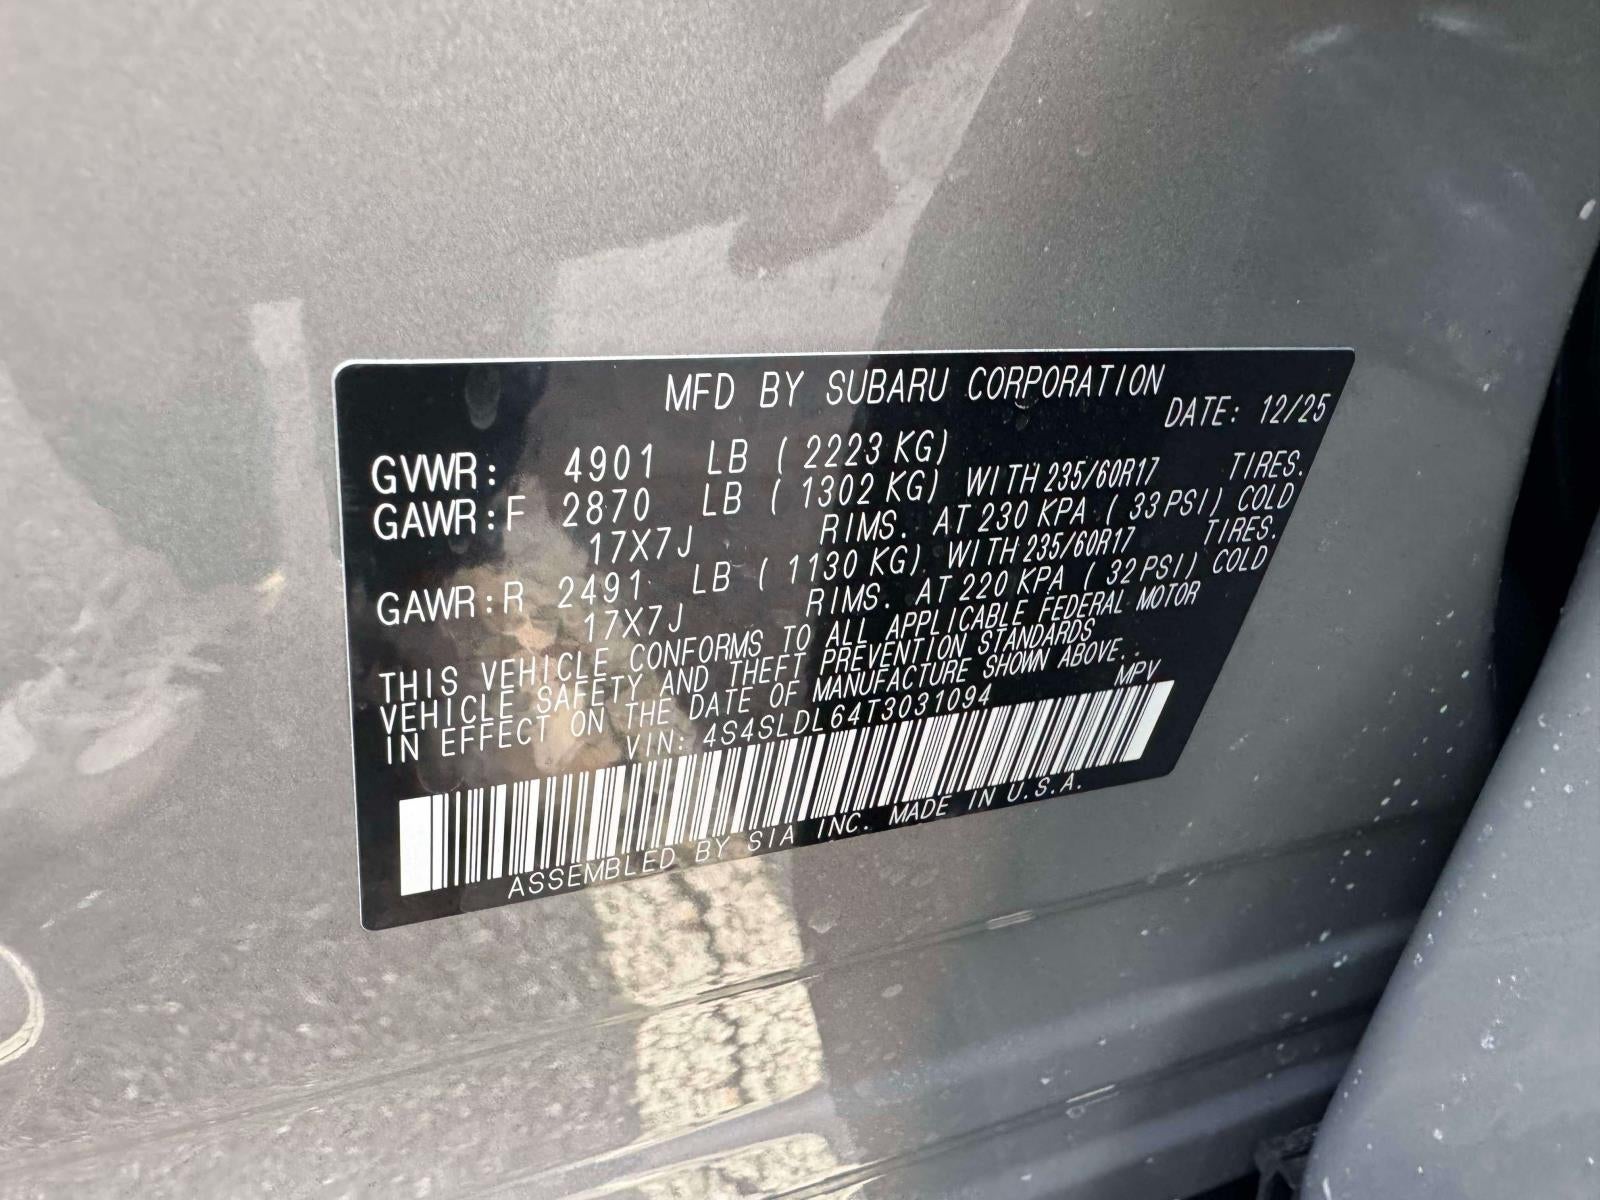 MFD BY SUBARU CORPORATION
DATE: 12/25
GVWR: 4901 LB ( 2223 KG)
GAWR:F 2870 LB ( 1302 KG) WITH 235/60R17 TIRES.
17X7J RIMS. AT 230 KPA ( 33 PSI) COLD
GAWR:R 2491 LB ( 1130 KG) WITH 235/60R17 TIRES.
17X7J RIMS. AT 220 KPA ( 32 PSI) COLD
THIS VEHICLE CONFORMS TO ALL APPLICABLE FEDERAL MOTOR
VEHICLE SAFETY AND THEFT PREVENTION STANDARDS
IN EFFECT ON THE DATE OF MANUFACTURE SHOWN ABOVE.
VIN: 4S4SLDL64T3031094 MPV
ASSEMBLED BY SIA INC. MADE IN U.S.A.